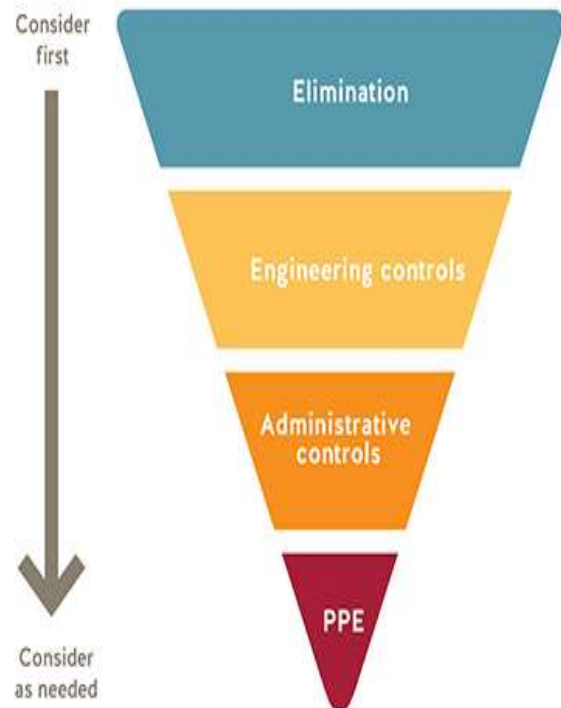 Consider
first
Elimination
Engineering controls
Administrative
controls
PPE
Consider
as needed